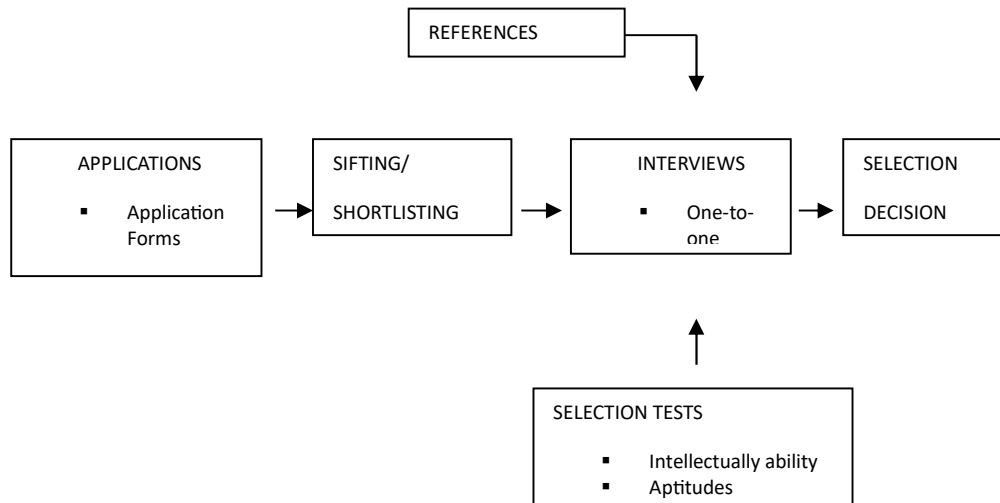 REFERENCES
APPLICATIONS
▪ Application
Forms
SIFTING/
SHORTLISTING
INTERVIEWS
▪ One-to-
one
SELECTION
DECISION
SELECTION TESTS
▪ Intellectually ability
▪ Aptitudes